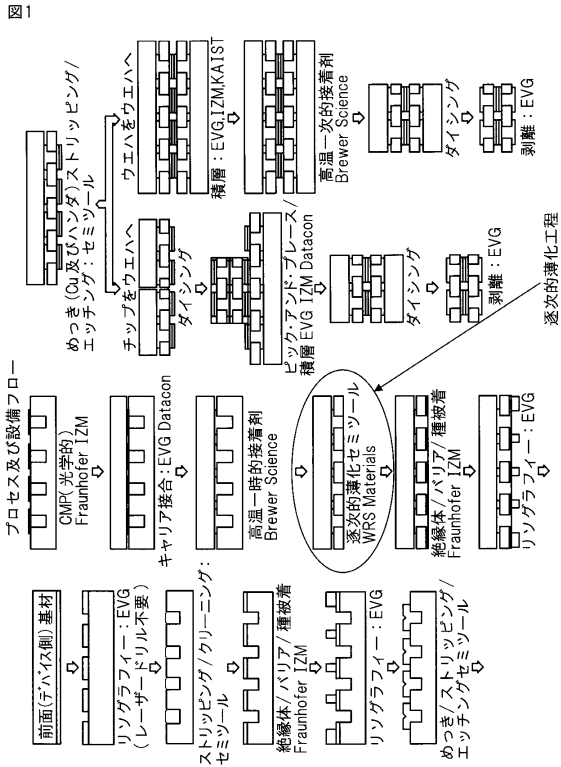 図1
プロセス及び設備フロー
前面(デバイス側)基材
リソグラフィー:EVG
(レーザードリル不要)
ストリッピング/クリーニング:
セミツール
絶縁体/バリア/種被着
Fraunhofer IZM
リソグラフィー:EVG
めっき/ストリッピング/
エッチングセミツール
CMP(光学的)
Fraunhofer IZM
キャリア接合:EVG Datacon
高温一時的接着剤
Brewer Science
逐次的薄化セミツール
WRS Materials
絶縁体/バリア/種被着
Fraunhofer IZM
リソグラフィー:EVG
めっき(Cu及びハンダ)ストリッピング/
エッチング:セミツール
チップをウエハへ
ダイシング
ピック・アンド・プレース/
積層 EVG IZM Datacon
ダイシング
剥離:EVG
ウエハをウエハへ
積層:EVG,IZM,KAIST
高温一次的接着剤
Brewer Science
ダイシング
剥離:EVG
逐次的薄化工程